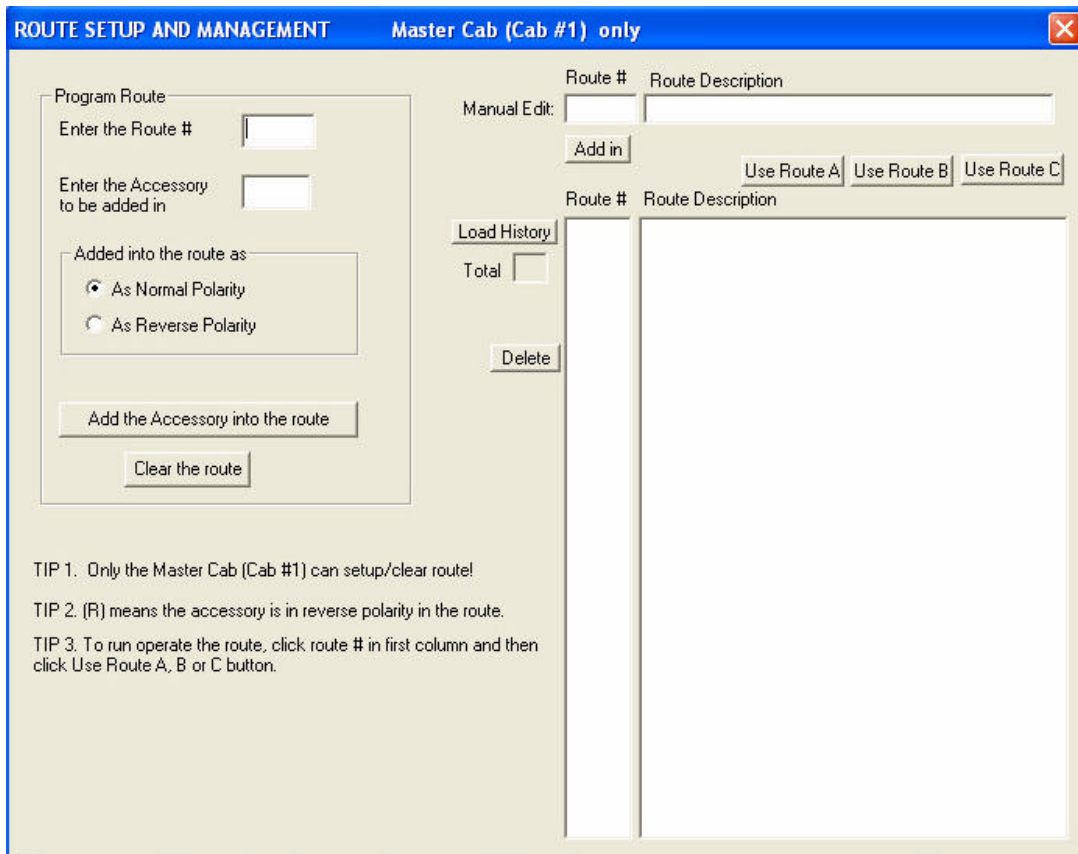 ROUTE SETUP AND MANAGEMENT Master Cab (Cab #1) only
Program Route
Enter the Route #
Enter the Accessory
to be added in
Added into the route as
As Normal Polarity
As Reverse Polarity
Add the Accessory into the route
Clear the route
TIP 1. Only the Master Cab (Cab #1) can setup/clear route!
TIP 2. (R) means the accessory is in reverse polarity in the route.
TIP 3. To run operate the route, click route # in first column and then
click Use Route A, B or C button.
Route # Route Description
Manual Edit:
Add in
Use Route A Use Route B Use Route C
Route # Route Description
Load History
Total
Delete